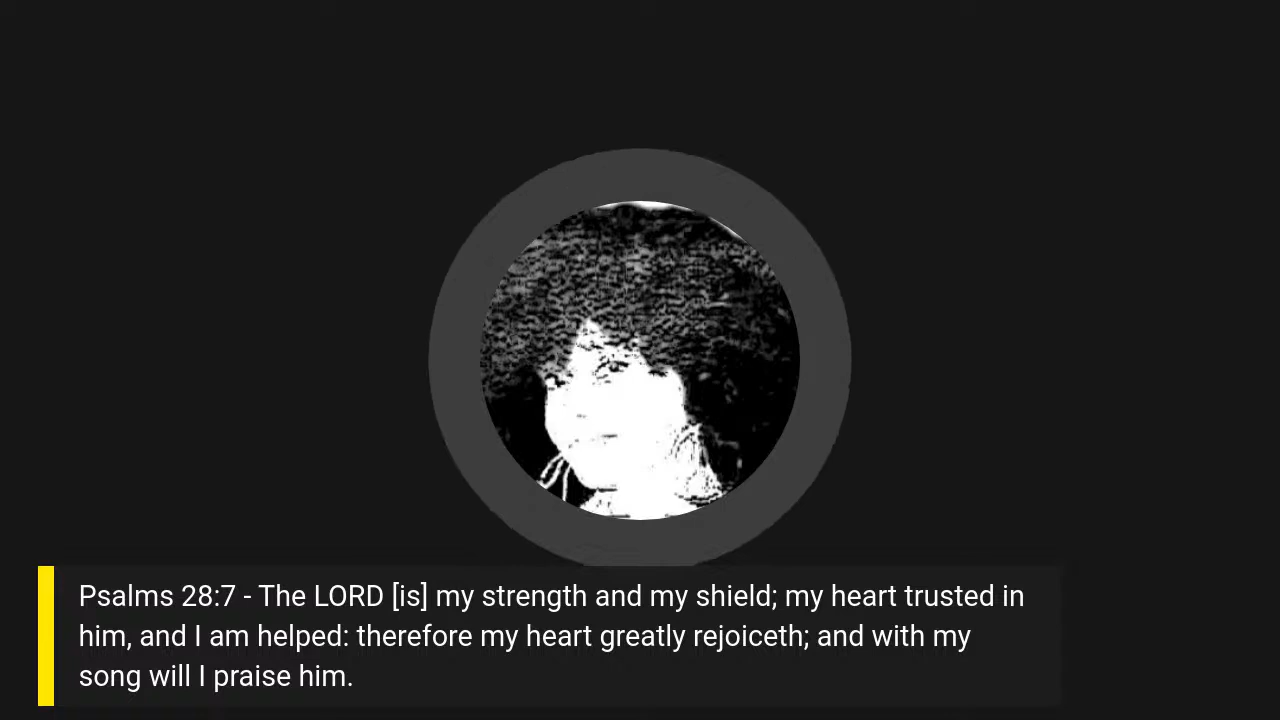 Psalms 28:7 - The LORD [is] my strength and my shield; my heart trusted in
him, and I am helped: therefore my heart greatly rejoiceth; and with my
song will I praise him.